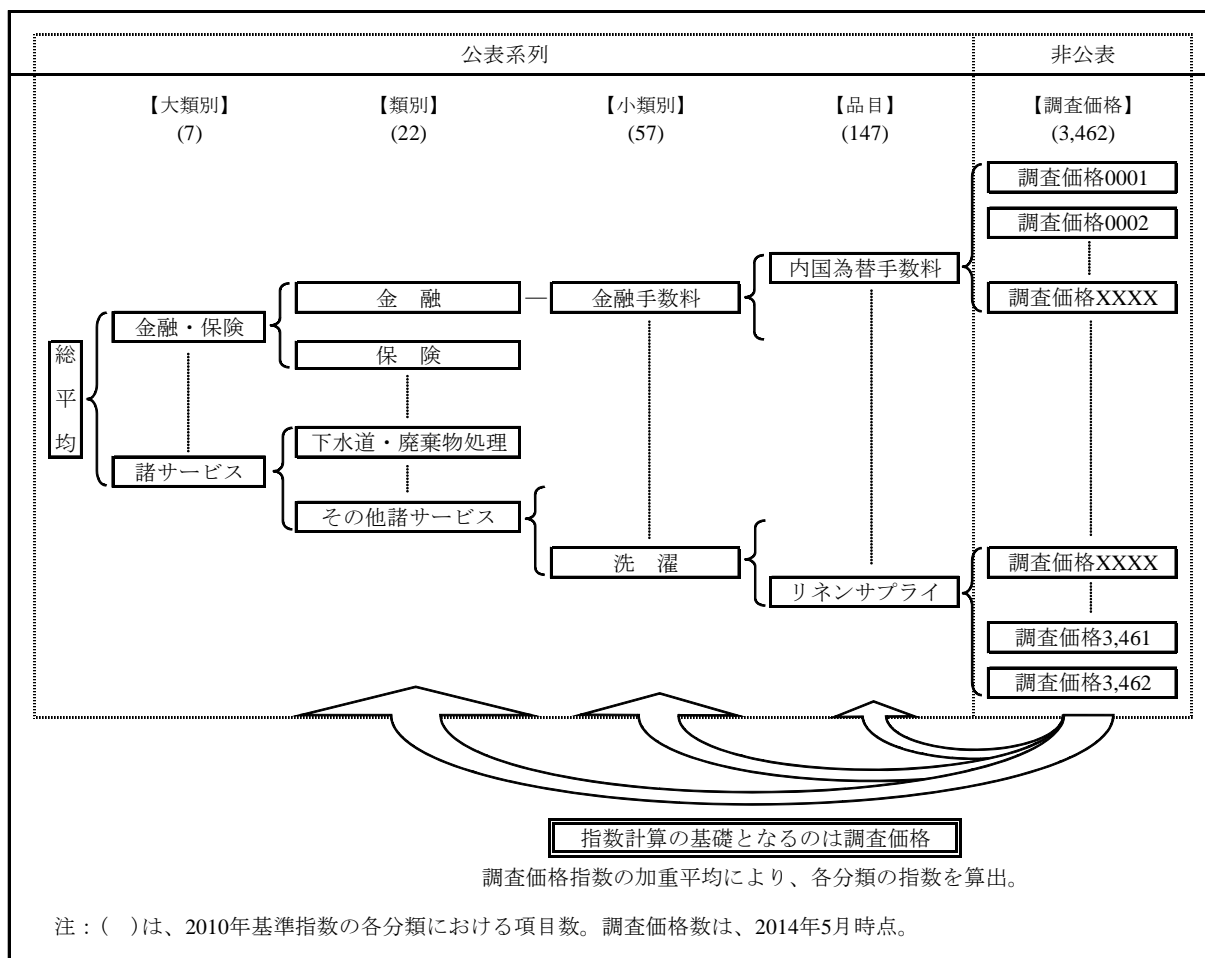 公表系列 非公表
【大類別】 【類別】 【小類別】 【品目】 【調査価格】
(7) (22) (57) (147) (3,462)
調査価格0001
調査価格0002
内国為替手数料
金 融 ― 金融手数料 調査価格XXXX
金融・保険
総平均
保 険
下水道・廃棄物処理
諸サービス
その他諸サービス
洗 濯 調査価格XXXX
リネンサプライ
調査価格3,461
調査価格3,462
指数計算の基礎となるのは調査価格
調査価格指数の加重平均により、各分類の指数を算出。
注：( )は、2010年基準指数の各分類における項目数。調査価格数は、2014年5月時点。